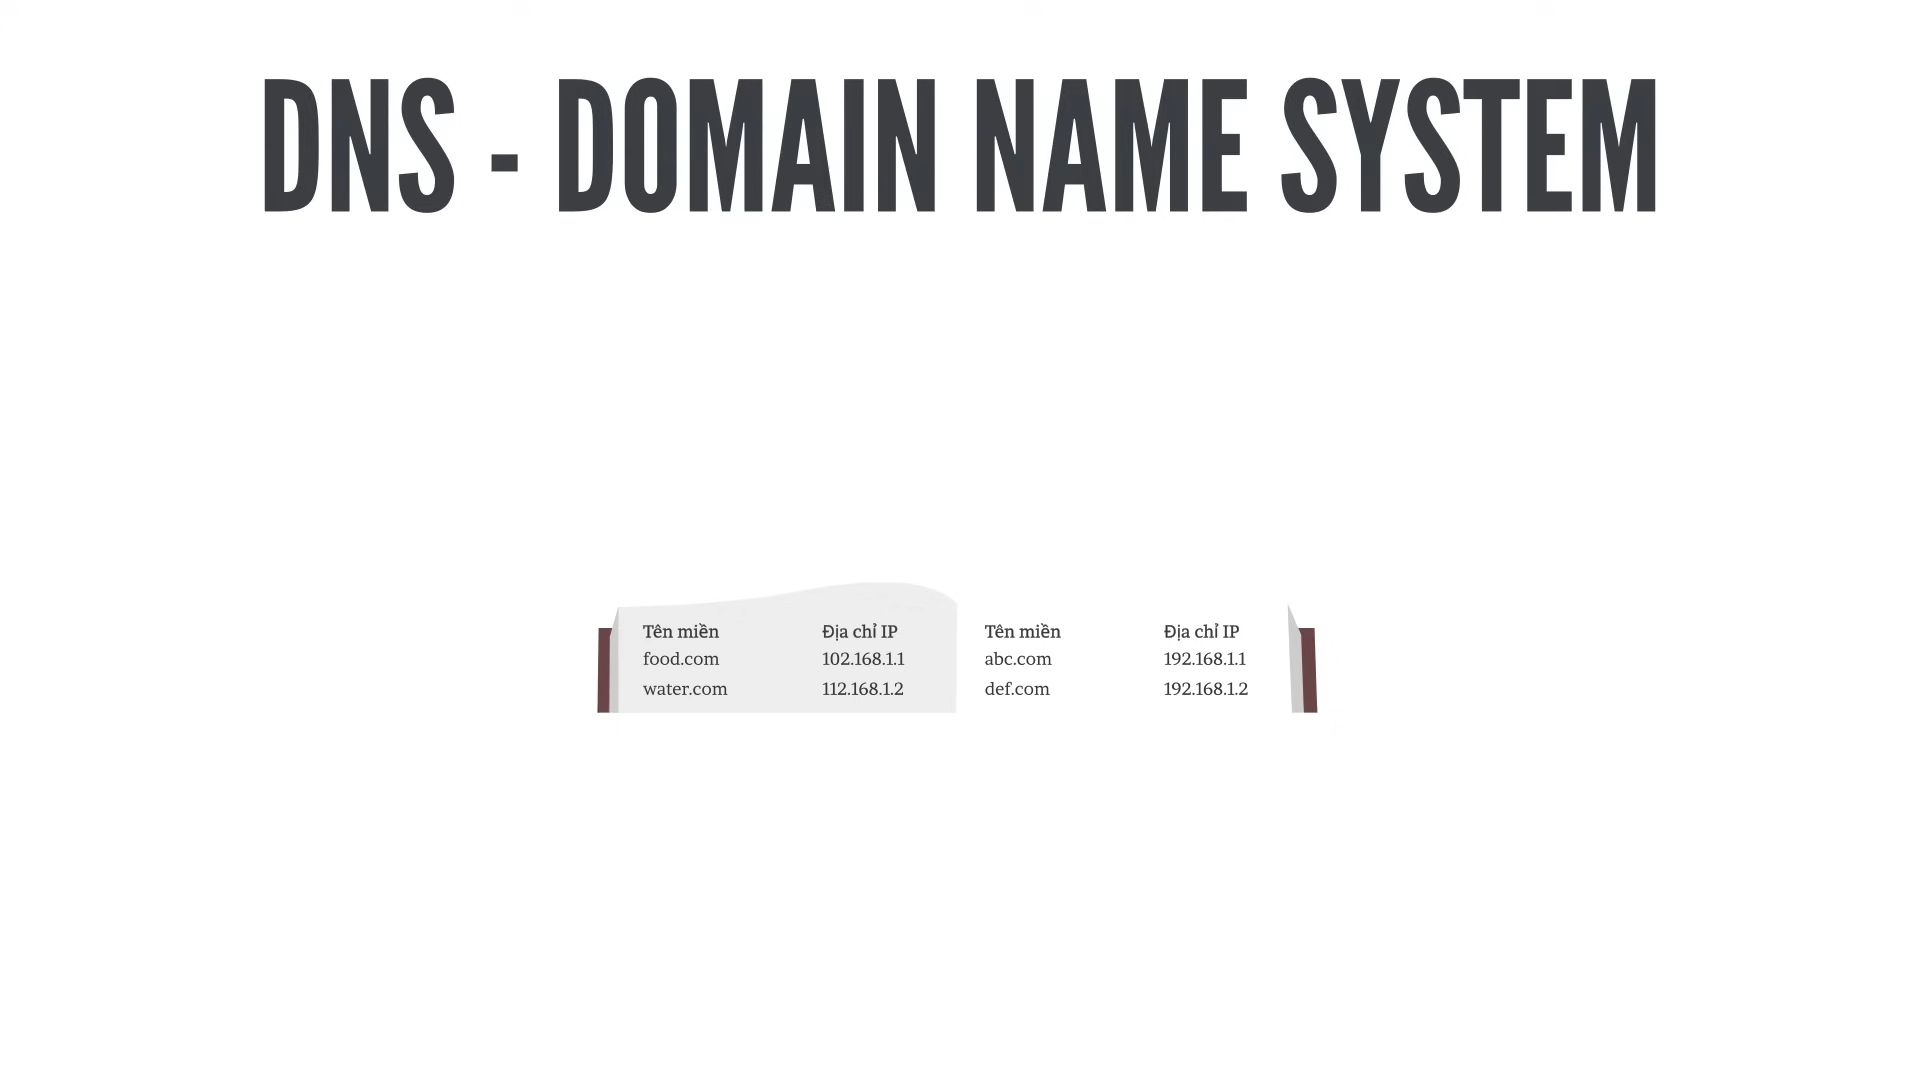 DNS - DOMAIN NAME SYSTEM
Tên miền Địa chỉ IP
food.com 102.168.1.1
water.com 112.168.1.2
Tên miền Địa chỉ IP
abc.com 192.168.1.1
def.com 192.168.1.2